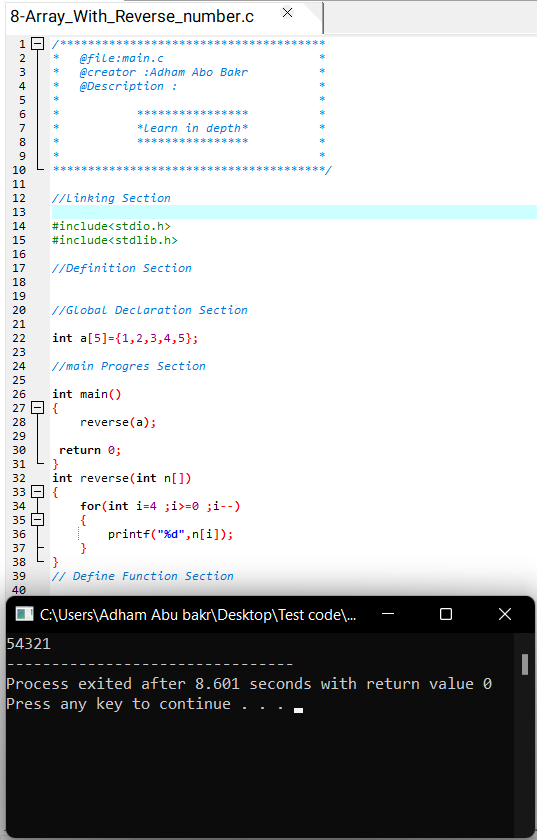 8-Array_With_Reverse_number.c ×
1 /**************************************
2 * @file:main.c *
3 * @creator :Adham Abo Bakr *
4 * @Description : *
5 * *
6 * **************** *
7 * *Learn in depth* *
8 * **************** *
9 * *
10 ***************************************/
11
12 //Linking Section
13
14 #include<stdio.h>
15 #include<stdlib.h>
16
17 //Definition Section
18
19
20 //Global Declaration Section
21
22 int a[5]={1,2,3,4,5};
23
24 //main Progres Section
25
26 int main()
27 {
28 reverse(a);
29
30 return 0;
31 }
32 int reverse(int n[])
33 {
34 for(int i=4 ;i>=0 ;i--)
35 {
36 printf("%d",n[i]);
37 }
38 }
39 // Define Function Section
40
C:\Users\Adham Abu bakr\Desktop\Test code\...
54321
--------------------------------
Process exited after 8.601 seconds with return value 0
Press any key to continue . . .